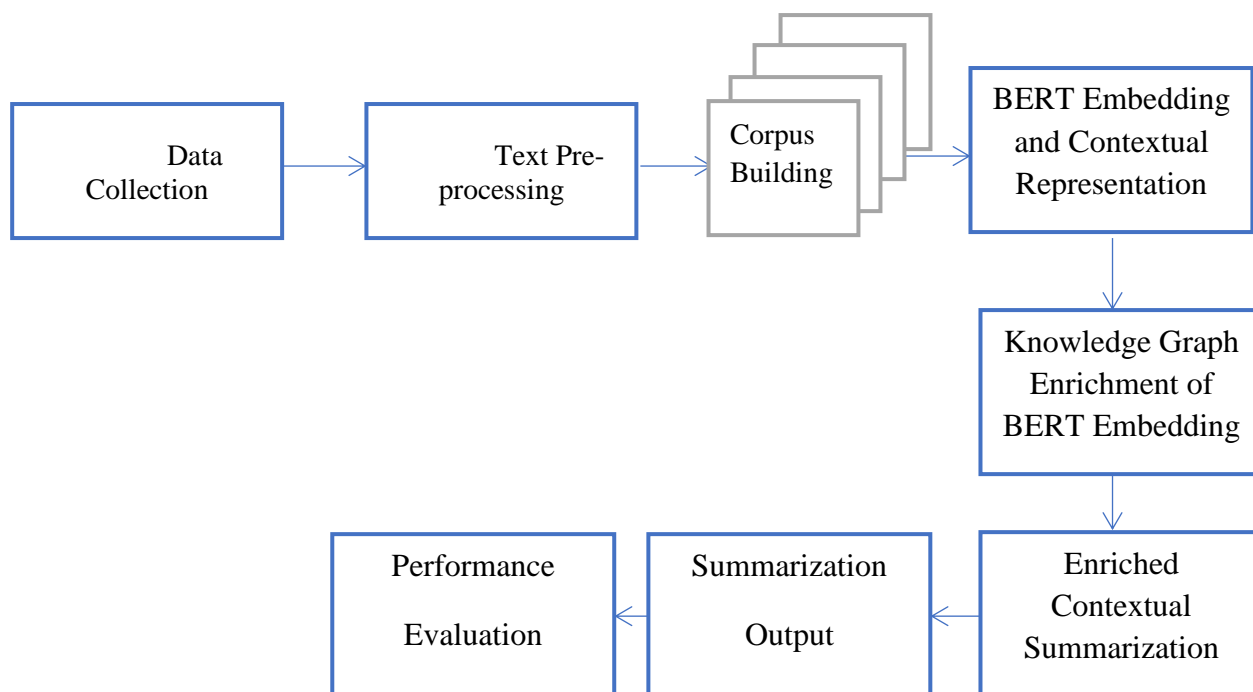 Data
Collection
Text Pre-
processing
Corpus
Building
BERT Embedding
and Contextual
Representation
Knowledge Graph
Enrichment of
BERT Embedding
Enriched
Contextual
Summarization
Summarization
Output
Performance
Evaluation